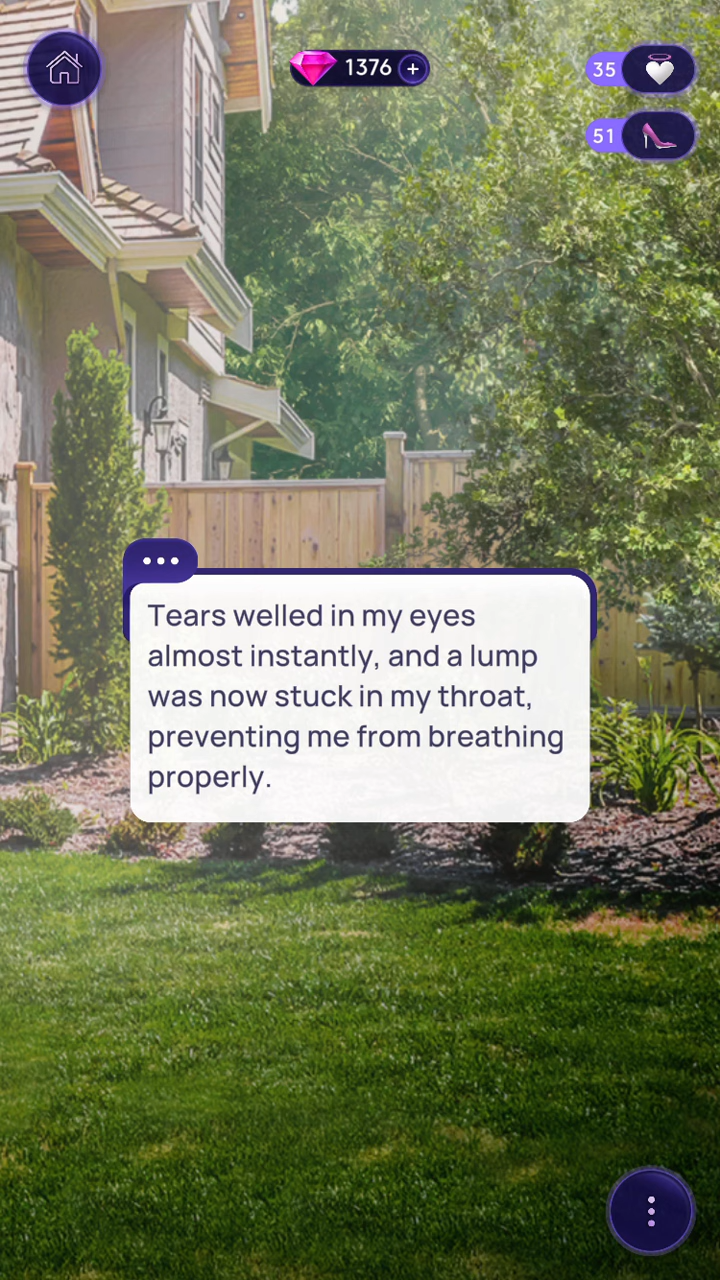 1376
35
51
Tears welled in my eyes
almost instantly, and a lump
was now stuck in my throat,
preventing me from breathing
properly.